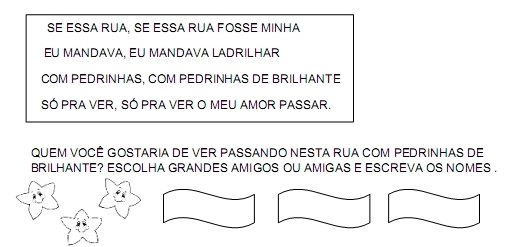 SE ESSA RUA, SE ESSA RUA FOSSE MINHA
EU MANDAVA, EU MANDAVA LADRILHAR
COM PEDRINHAS, COM PEDRINHAS DE BRILHANTE
SÓ PRA VER, SÓ PRA VER O MEU AMOR PASSAR.
QUEM VOCÊ GOSTARIA DE VER PASSANDO NESTA RUA COM PEDRINHAS DE
BRILHANTE? ESCOLHA GRANDES AMIGOS OU AMIGAS E ESCREVA OS NOMES .